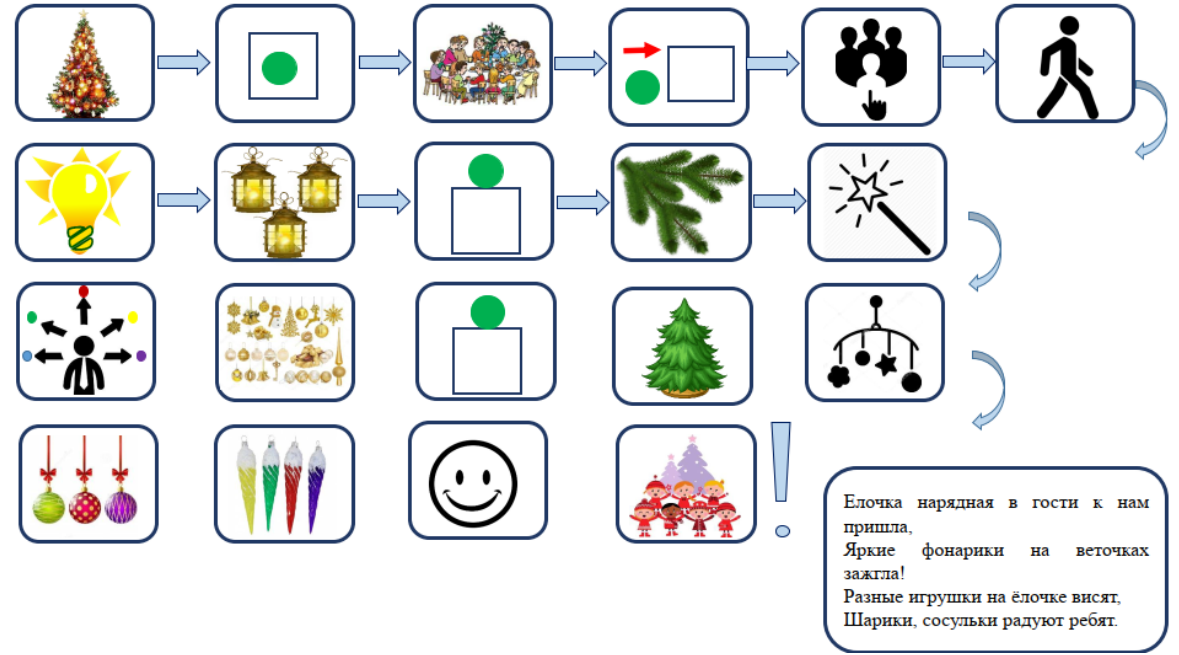 Елочка нарядная в гости к нам
пришла,
Яркие фонарики на веточках
зажгла!
Разные игрушки на ёлочке висят,
Шарики, сосульки радуют ребят.